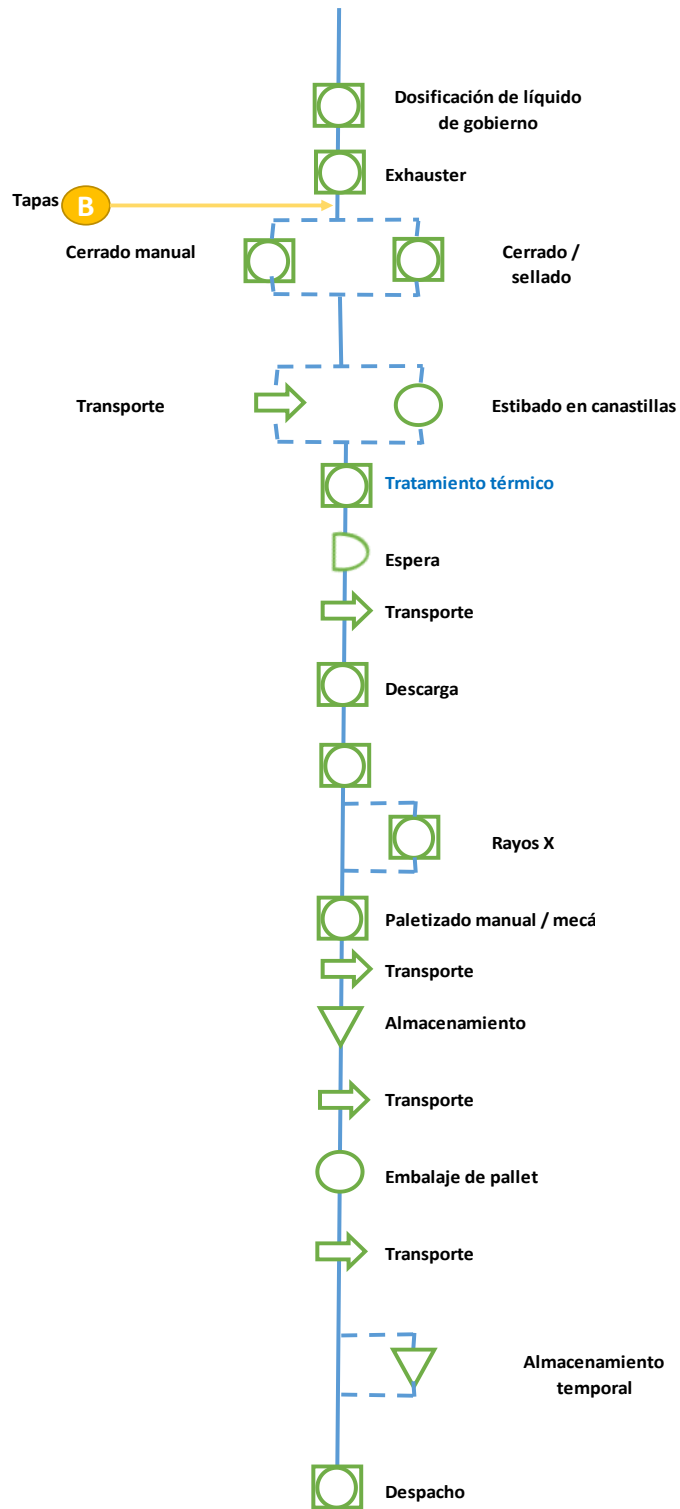 Dosificación de líquido
de gobierno
Exhauster
Tapas
B
Cerrado manual
Cerrado /
sellado
Transporte
Estibado en canastillas
Tratamiento térmico
Espera
Transporte
Descarga
Rayos X
Paletizado manual / mecá
Transporte
Almacenamiento
Transporte
Embalaje de pallet
Transporte
Almacenamiento
temporal
Despacho